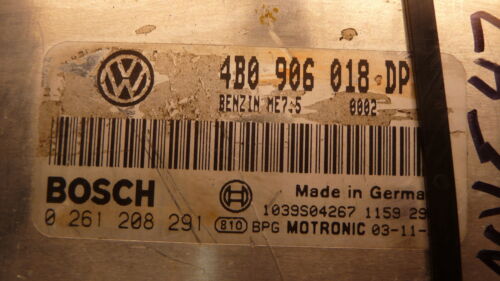 4B0 906 018 DP
BENZIN ME7.5 0002
BOSCH
Made in Germa
0 261 208 291
1039S04267 1159 29
810 BPG MOTRONIC 03-11-